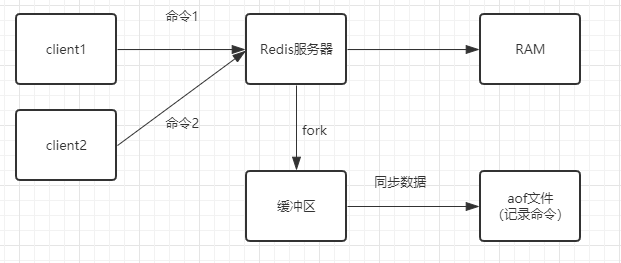 命令1
client1
Redis服务器
RAM
命令2
client2
fork
同步数据
缓冲区
aof文件
（记录命令）